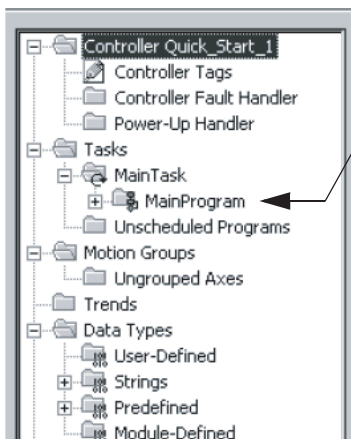 Controller Quick_Start_1
Controller Tags
Controller Fault Handler
Power-Up Handler
Tasks
MainTask
MainProgram
Unscheduled Programs
Motion Groups
Ungrouped Axes
Trends
Data Types
User-Defined
Strings
Predefined
Module-Defined